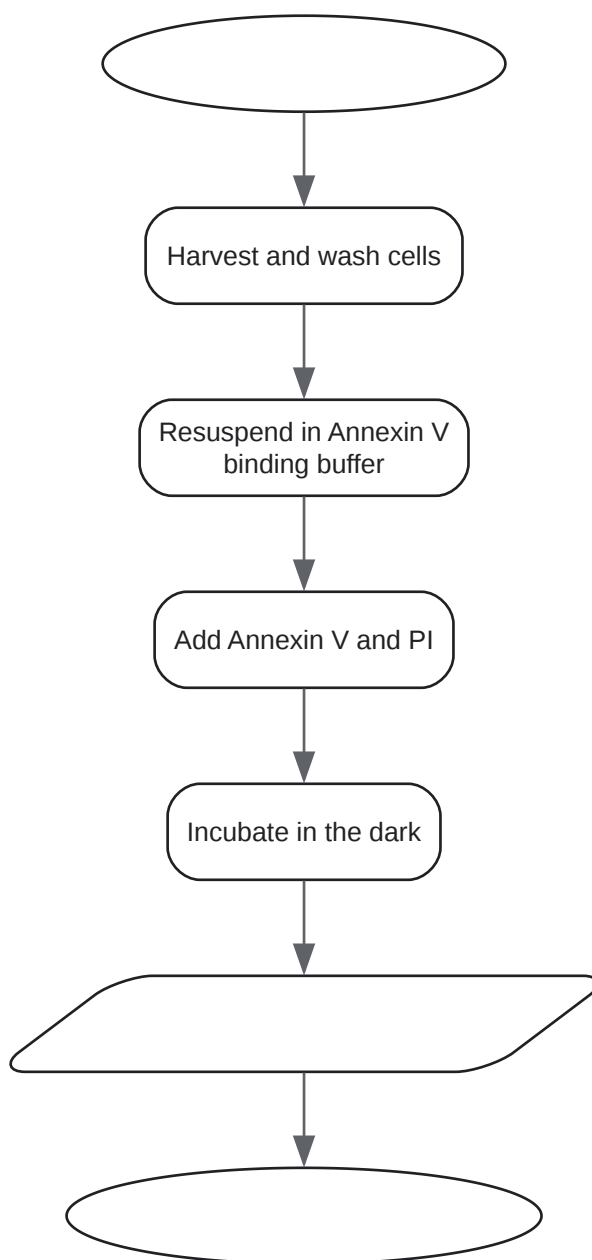 Harvest and wash cells
Resuspend in Annexin V
binding buffer
Add Annexin V and PI
Incubate in the dark